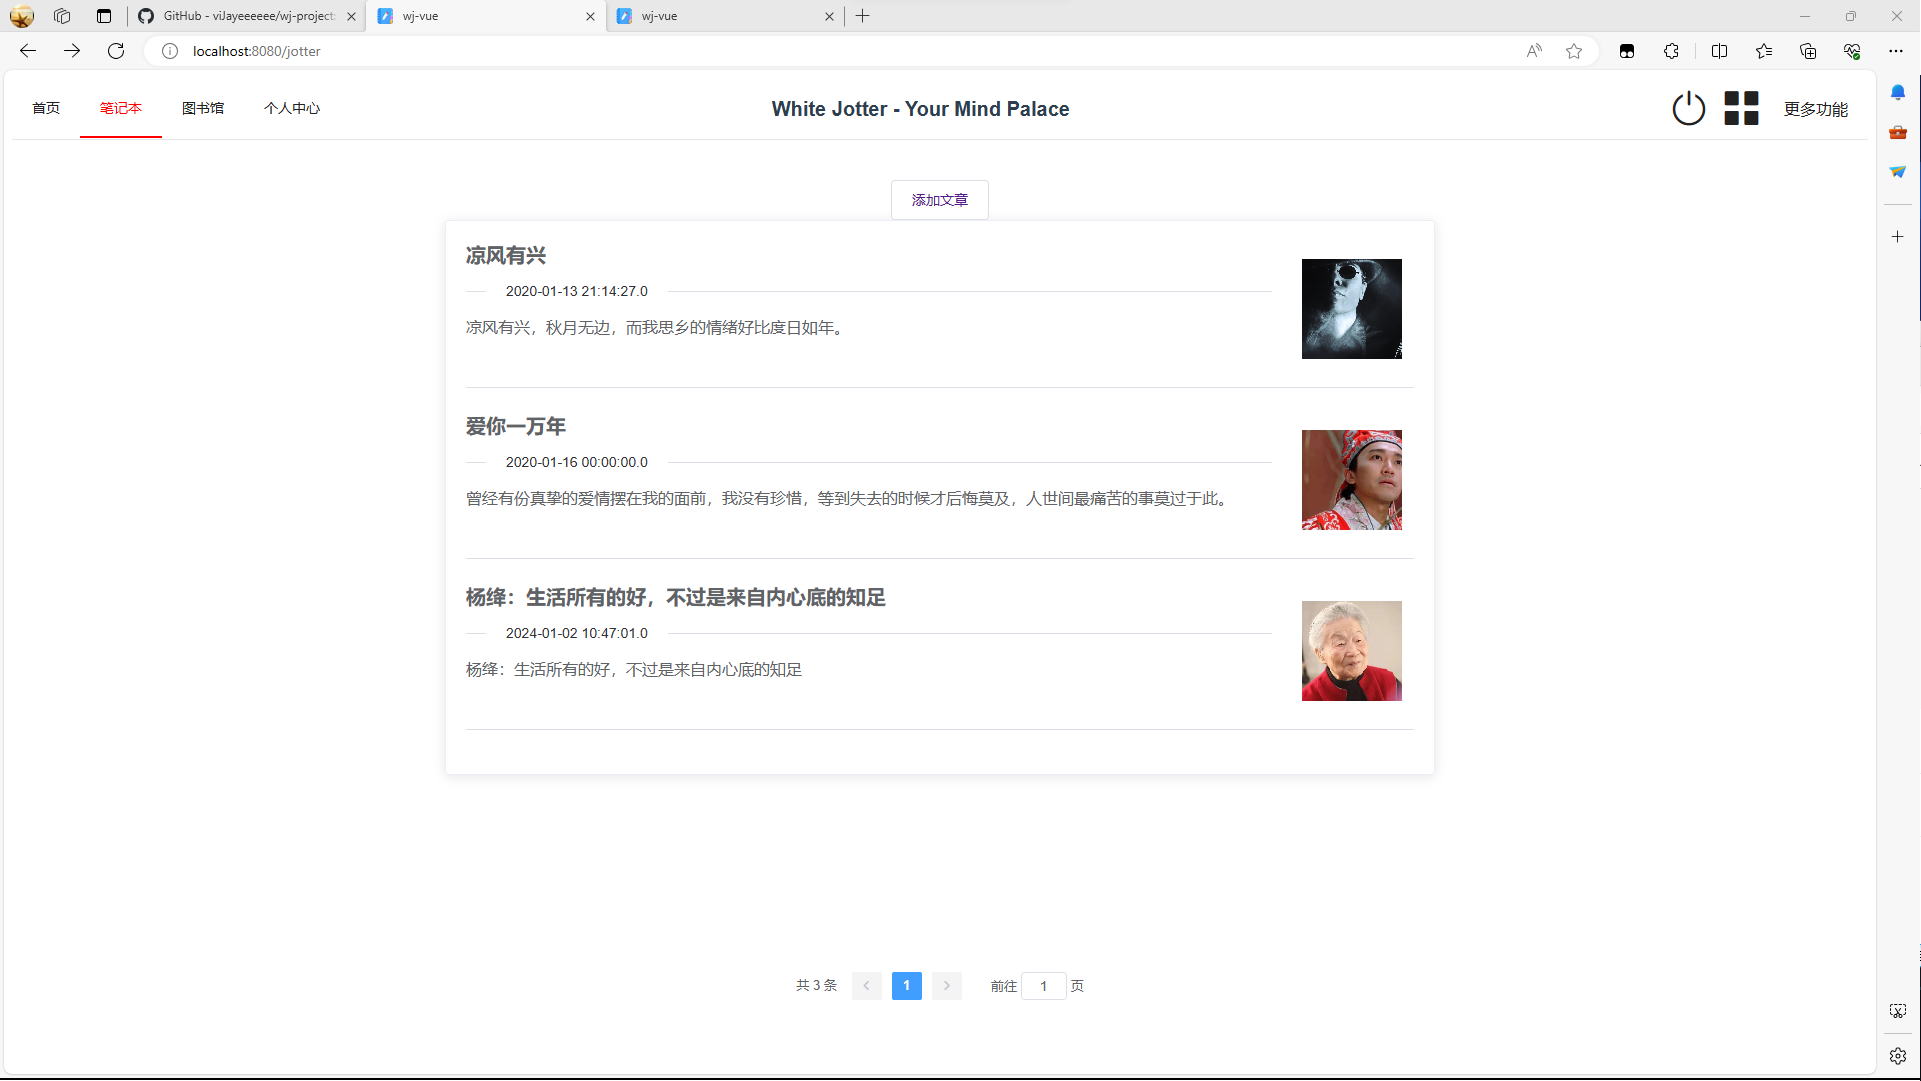 GitHub - viJayeeeeee/wj-project
wj-vue
wj-vue
localhost:8080/jotter
首页
笔记本
图书馆
个人中心
White Jotter - Your Mind Palace
更多功能
添加文章
凉风有兴
2020-01-13 21:14:27.0
凉风有兴，秋月无边，而我思乡的情绪好比度日如年。
爱你一万年
2020-01-16 00:00:00.0
曾经有份真挚的爱情摆在我的面前，我没有珍惜，等到失去的时候才后悔莫及，人世间最痛苦的事莫过于此。
杨绛：生活所有的好，不过是来自内心底的知足
2024-01-02 10:47:01.0
杨绛：生活所有的好，不过是来自内心底的知足
共 3 条
1
前往 1 页